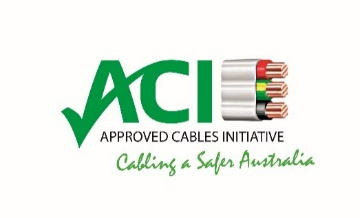 ACI
APPROVED CABLES INITIATIVE
Cabling a Safer Australia